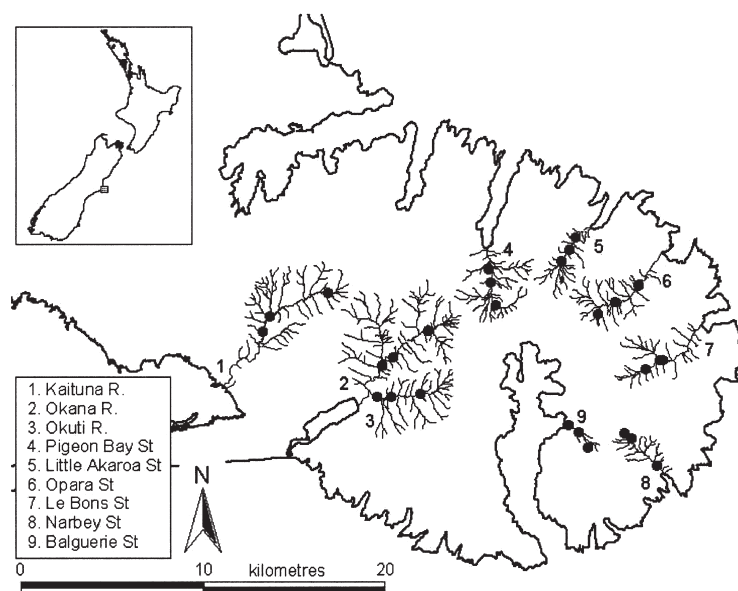 4
5
6
7
1
2
3
9
8
1. Kaituna R.
2. Okana R.
3. Okuti R.
4. Pigeon Bay St
5. Little Akaroa St
6. Opara St
7. Le Bons St
8. Narbey St
9. Balguerie St
N
0 10 kilometres 20